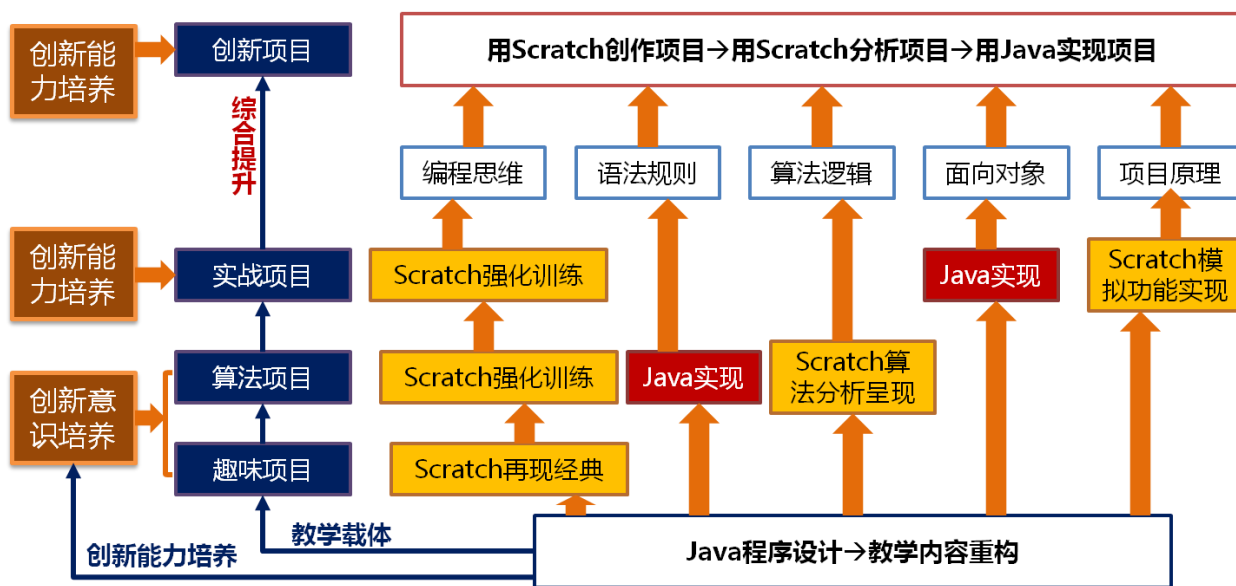 创新能
力培养
创新项目
用Scratch创作项目→用Scratch分析项目→用Java实现项目
综合提升
编程思维
语法规则
算法逻辑
面向对象
项目原理
创新能
力培养
实战项目
Scratch强化训练
Java实现
Scratch模
拟功能实现
创新意
识培养
算法项目
Scratch强化训练
Java实现
Scratch算
法分析呈现
趣味项目
Scratch再现经典
教学载体
创新能力培养
Java程序设计→教学内容重构